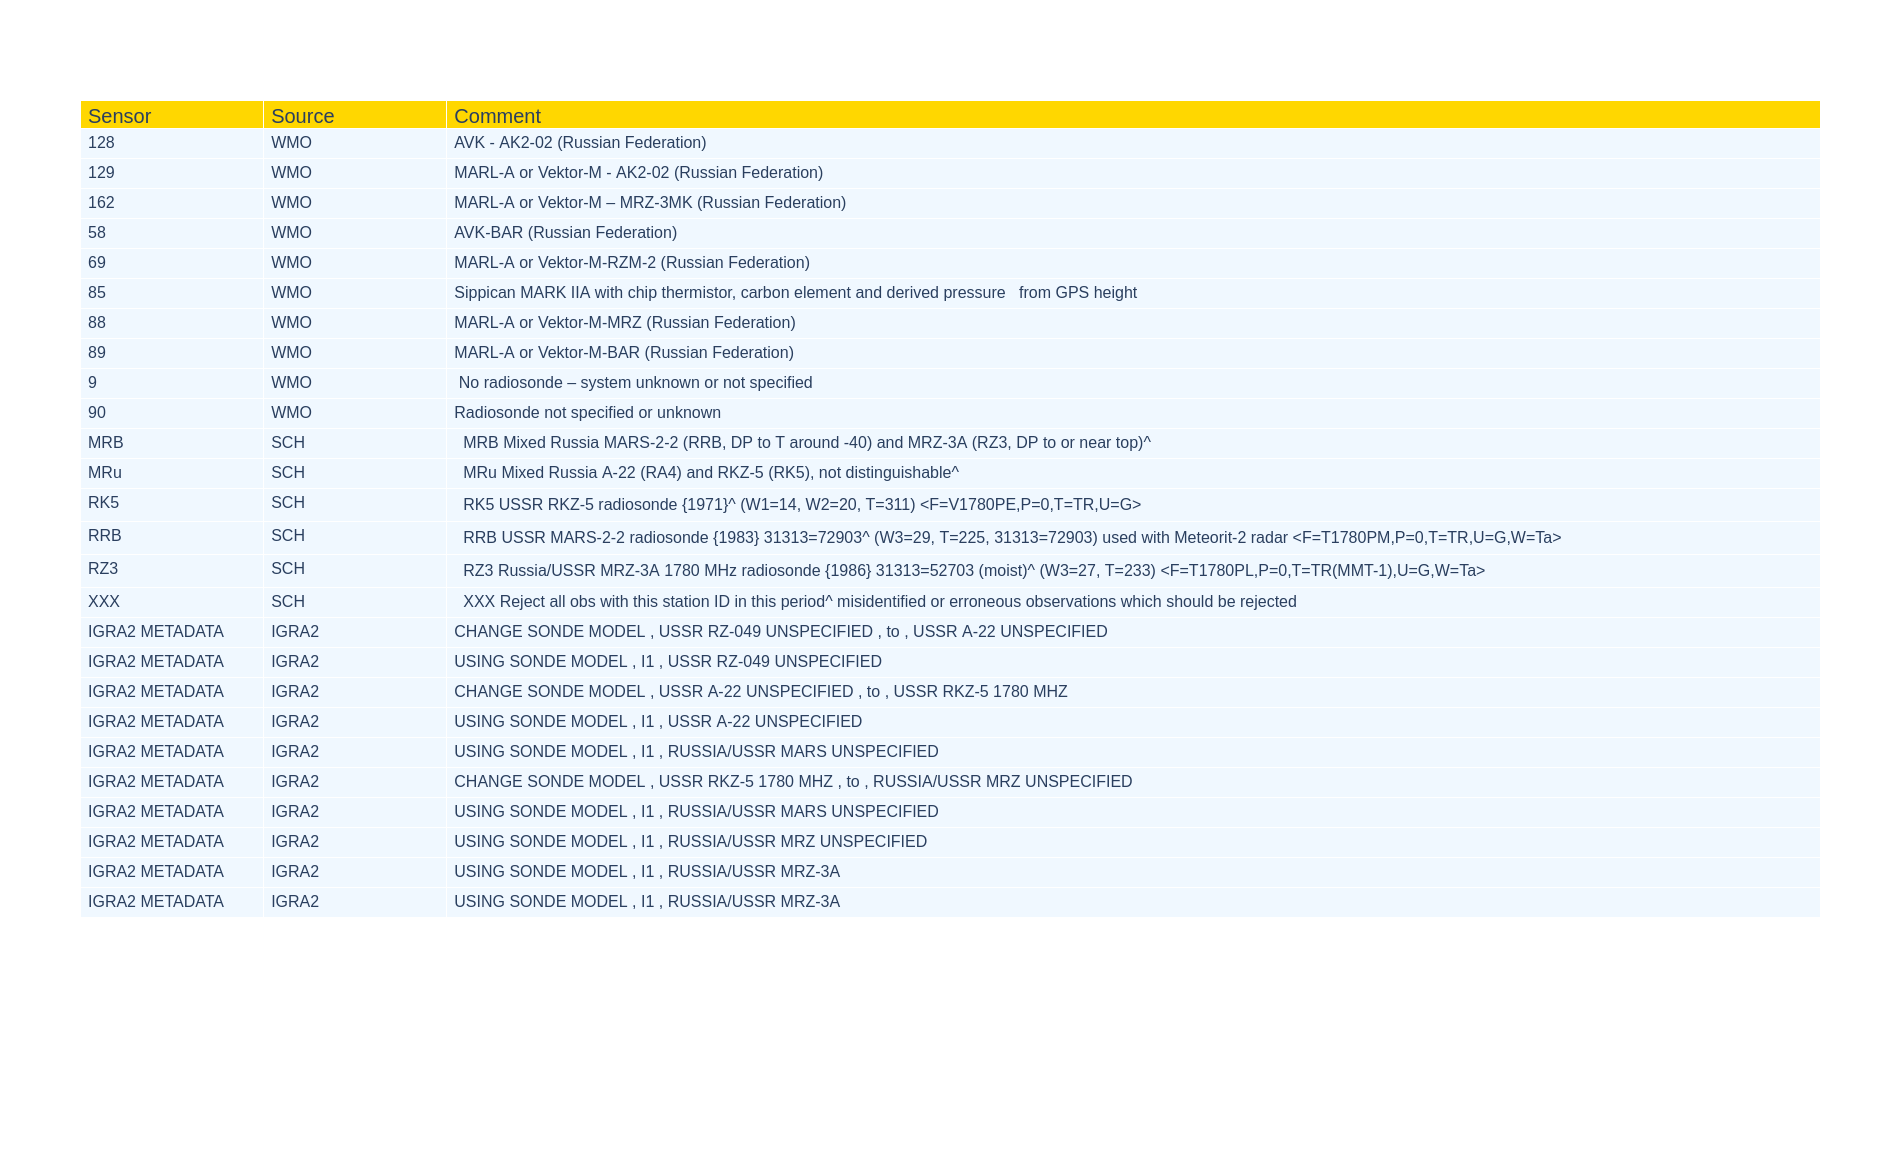 Sensor Source Comment
128 WMO AVK - AK2-02 (Russian Federation)
129 WMO MARL-A or Vektor-M - AK2-02 (Russian Federation)
162 WMO MARL-A or Vektor-M – MRZ-3MK (Russian Federation)
58 WMO AVK-BAR (Russian Federation)
69 WMO MARL-A or Vektor-M-RZM-2 (Russian Federation)
85 WMO Sippican MARK IIA with chip thermistor, carbon element and derived pressure   from GPS height
88 WMO MARL-A or Vektor-M-MRZ (Russian Federation)
89 WMO MARL-A or Vektor-M-BAR (Russian Federation)
9 WMO No radiosonde – system unknown or not specified
90 WMO Radiosonde not specified or unknown
MRB SCH MRB Mixed Russia MARS-2-2 (RRB, DP to T around -40) and MRZ-3A (RZ3, DP to or near top)^
MRu SCH MRu Mixed Russia A-22 (RA4) and RKZ-5 (RK5), not distinguishable^
RK5 SCH RK5 USSR RKZ-5 radiosonde {1971}^ (W1=14, W2=20, T=311) <F=V1780PE,P=0,T=TR,U=G>
RRB SCH RRB USSR MARS-2-2 radiosonde {1983} 31313=72903^ (W3=29, T=225, 31313=72903) used with Meteorit-2 radar <F=T1780PM,P=0,T=TR,U=G,W=Ta>
RZ3 SCH RZ3 Russia/USSR MRZ-3A 1780 MHz radiosonde {1986} 31313=52703 (moist)^ (W3=27, T=233) <F=T1780PL,P=0,T=TR(MMT-1),U=G,W=Ta>
XXX SCH XXX Reject all obs with this station ID in this period^ misidentified or erroneous observations which should be rejected
IGRA2 METADATA IGRA2 CHANGE SONDE MODEL , USSR RZ-049 UNSPECIFIED , to , USSR A-22 UNSPECIFIED
IGRA2 METADATA IGRA2 USING SONDE MODEL , I1 , USSR RZ-049 UNSPECIFIED
IGRA2 METADATA IGRA2 CHANGE SONDE MODEL , USSR A-22 UNSPECIFIED , to , USSR RKZ-5 1780 MHZ
IGRA2 METADATA IGRA2 USING SONDE MODEL , I1 , USSR A-22 UNSPECIFIED
IGRA2 METADATA IGRA2 USING SONDE MODEL , I1 , RUSSIA/USSR MARS UNSPECIFIED
IGRA2 METADATA IGRA2 CHANGE SONDE MODEL , USSR RKZ-5 1780 MHZ , to , RUSSIA/USSR MRZ UNSPECIFIED
IGRA2 METADATA IGRA2 USING SONDE MODEL , I1 , RUSSIA/USSR MARS UNSPECIFIED
IGRA2 METADATA IGRA2 USING SONDE MODEL , I1 , RUSSIA/USSR MRZ UNSPECIFIED
IGRA2 METADATA IGRA2 USING SONDE MODEL , I1 , RUSSIA/USSR MRZ-3A
IGRA2 METADATA IGRA2 USING SONDE MODEL , I1 , RUSSIA/USSR MRZ-3A